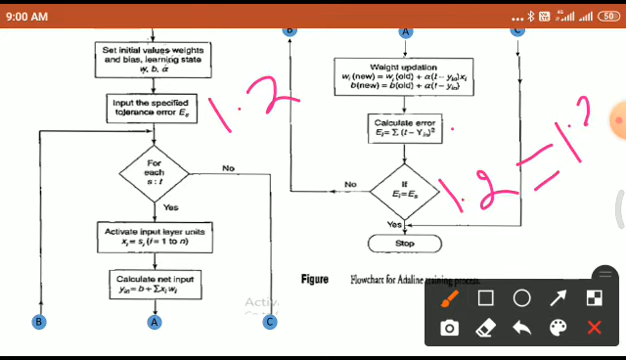 9:00 AM
50
Set initial values-weights
and bias, learning state
w, b, α
Input the specified
tolerance error Es
For
each
s : t
No
Yes
Activate input layer units
xi = si (i = 1 to n)
Calculate net input
yin = b + Σxi wi
B
A
C
B
A
C
Weight updation
wi (new) = wi (old) + α(t - yin)xi
b(new) = b(old) + α(t - yin)
Calculate error
Ei = Σ (t - Yin)²
If
Ei = Es
No
Yes
Stop
Figure Flowchart for Adaline training process.
1.2
1.2 = 1.2